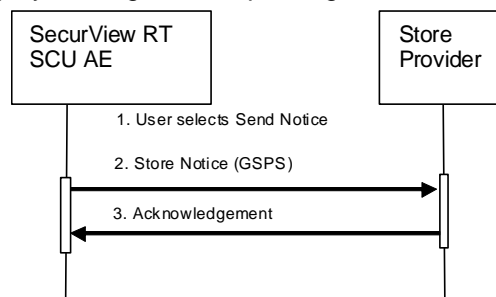 SecurView RT
SCU AE
Store
Provider
1. User selects Send Notice
2. Store Notice (GSPS)
3. Acknowledgement